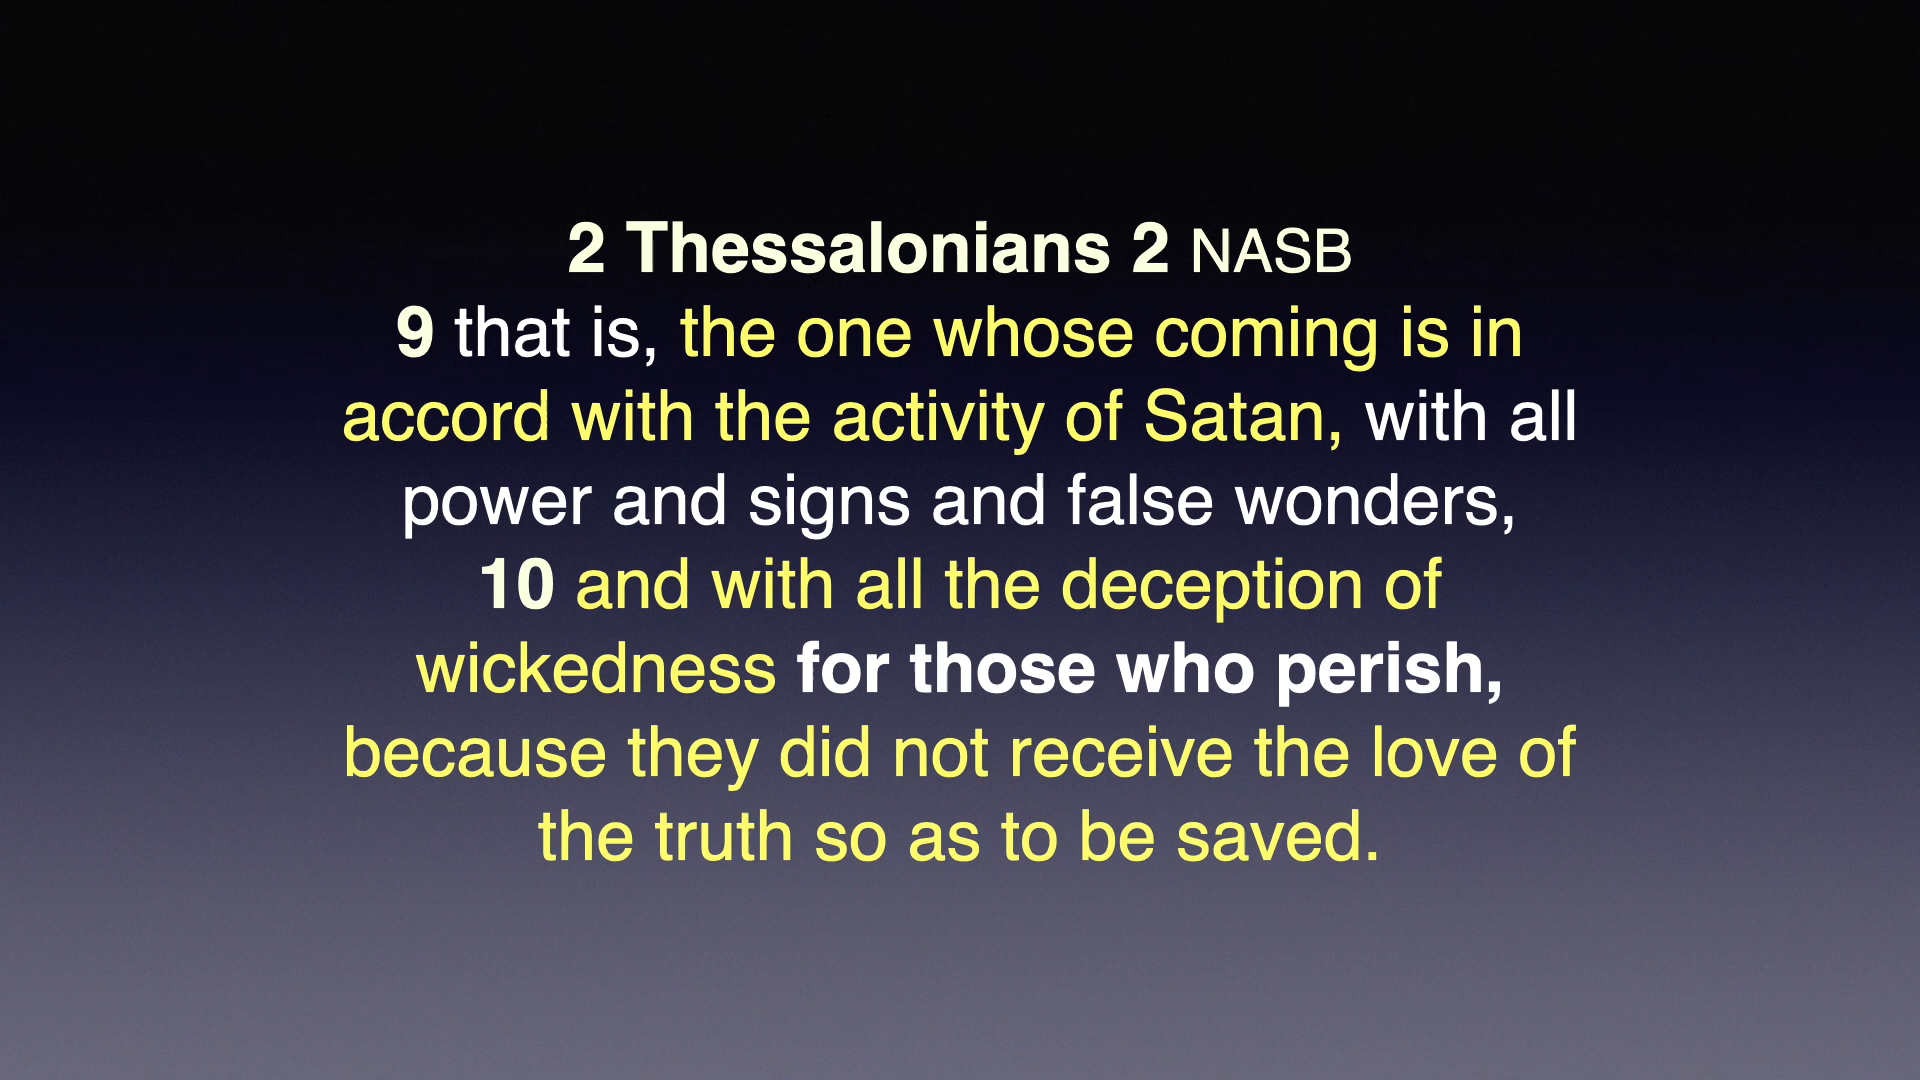 2 Thessalonians 2 NASB
9 that is, the one whose coming is in
accord with the activity of Satan, with all
power and signs and false wonders,
10 and with all the deception of
wickedness for those who perish,
because they did not receive the love of
the truth so as to be saved.